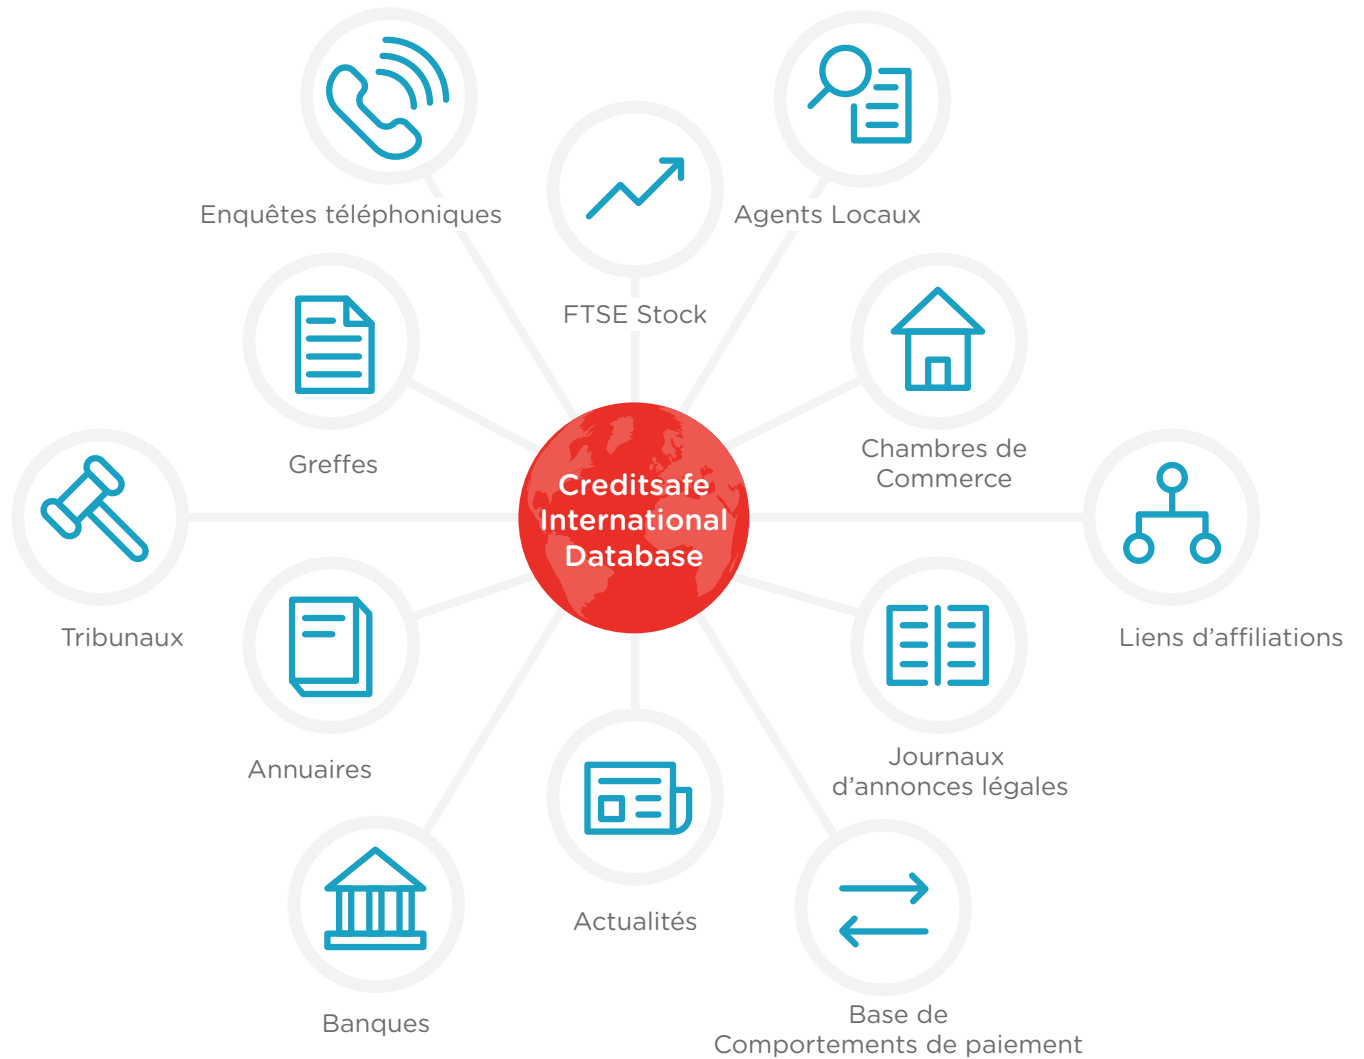 Enquêtes téléphoniques
Agents Locaux
FTSE Stock
Greffes
Chambres de
Commerce
Creditsafe
International
Database
Tribunaux
Liens d’affiliations
Annuaires
Journaux
d’annonces légales
Actualités
Banques
Base de
Comportements de paiement